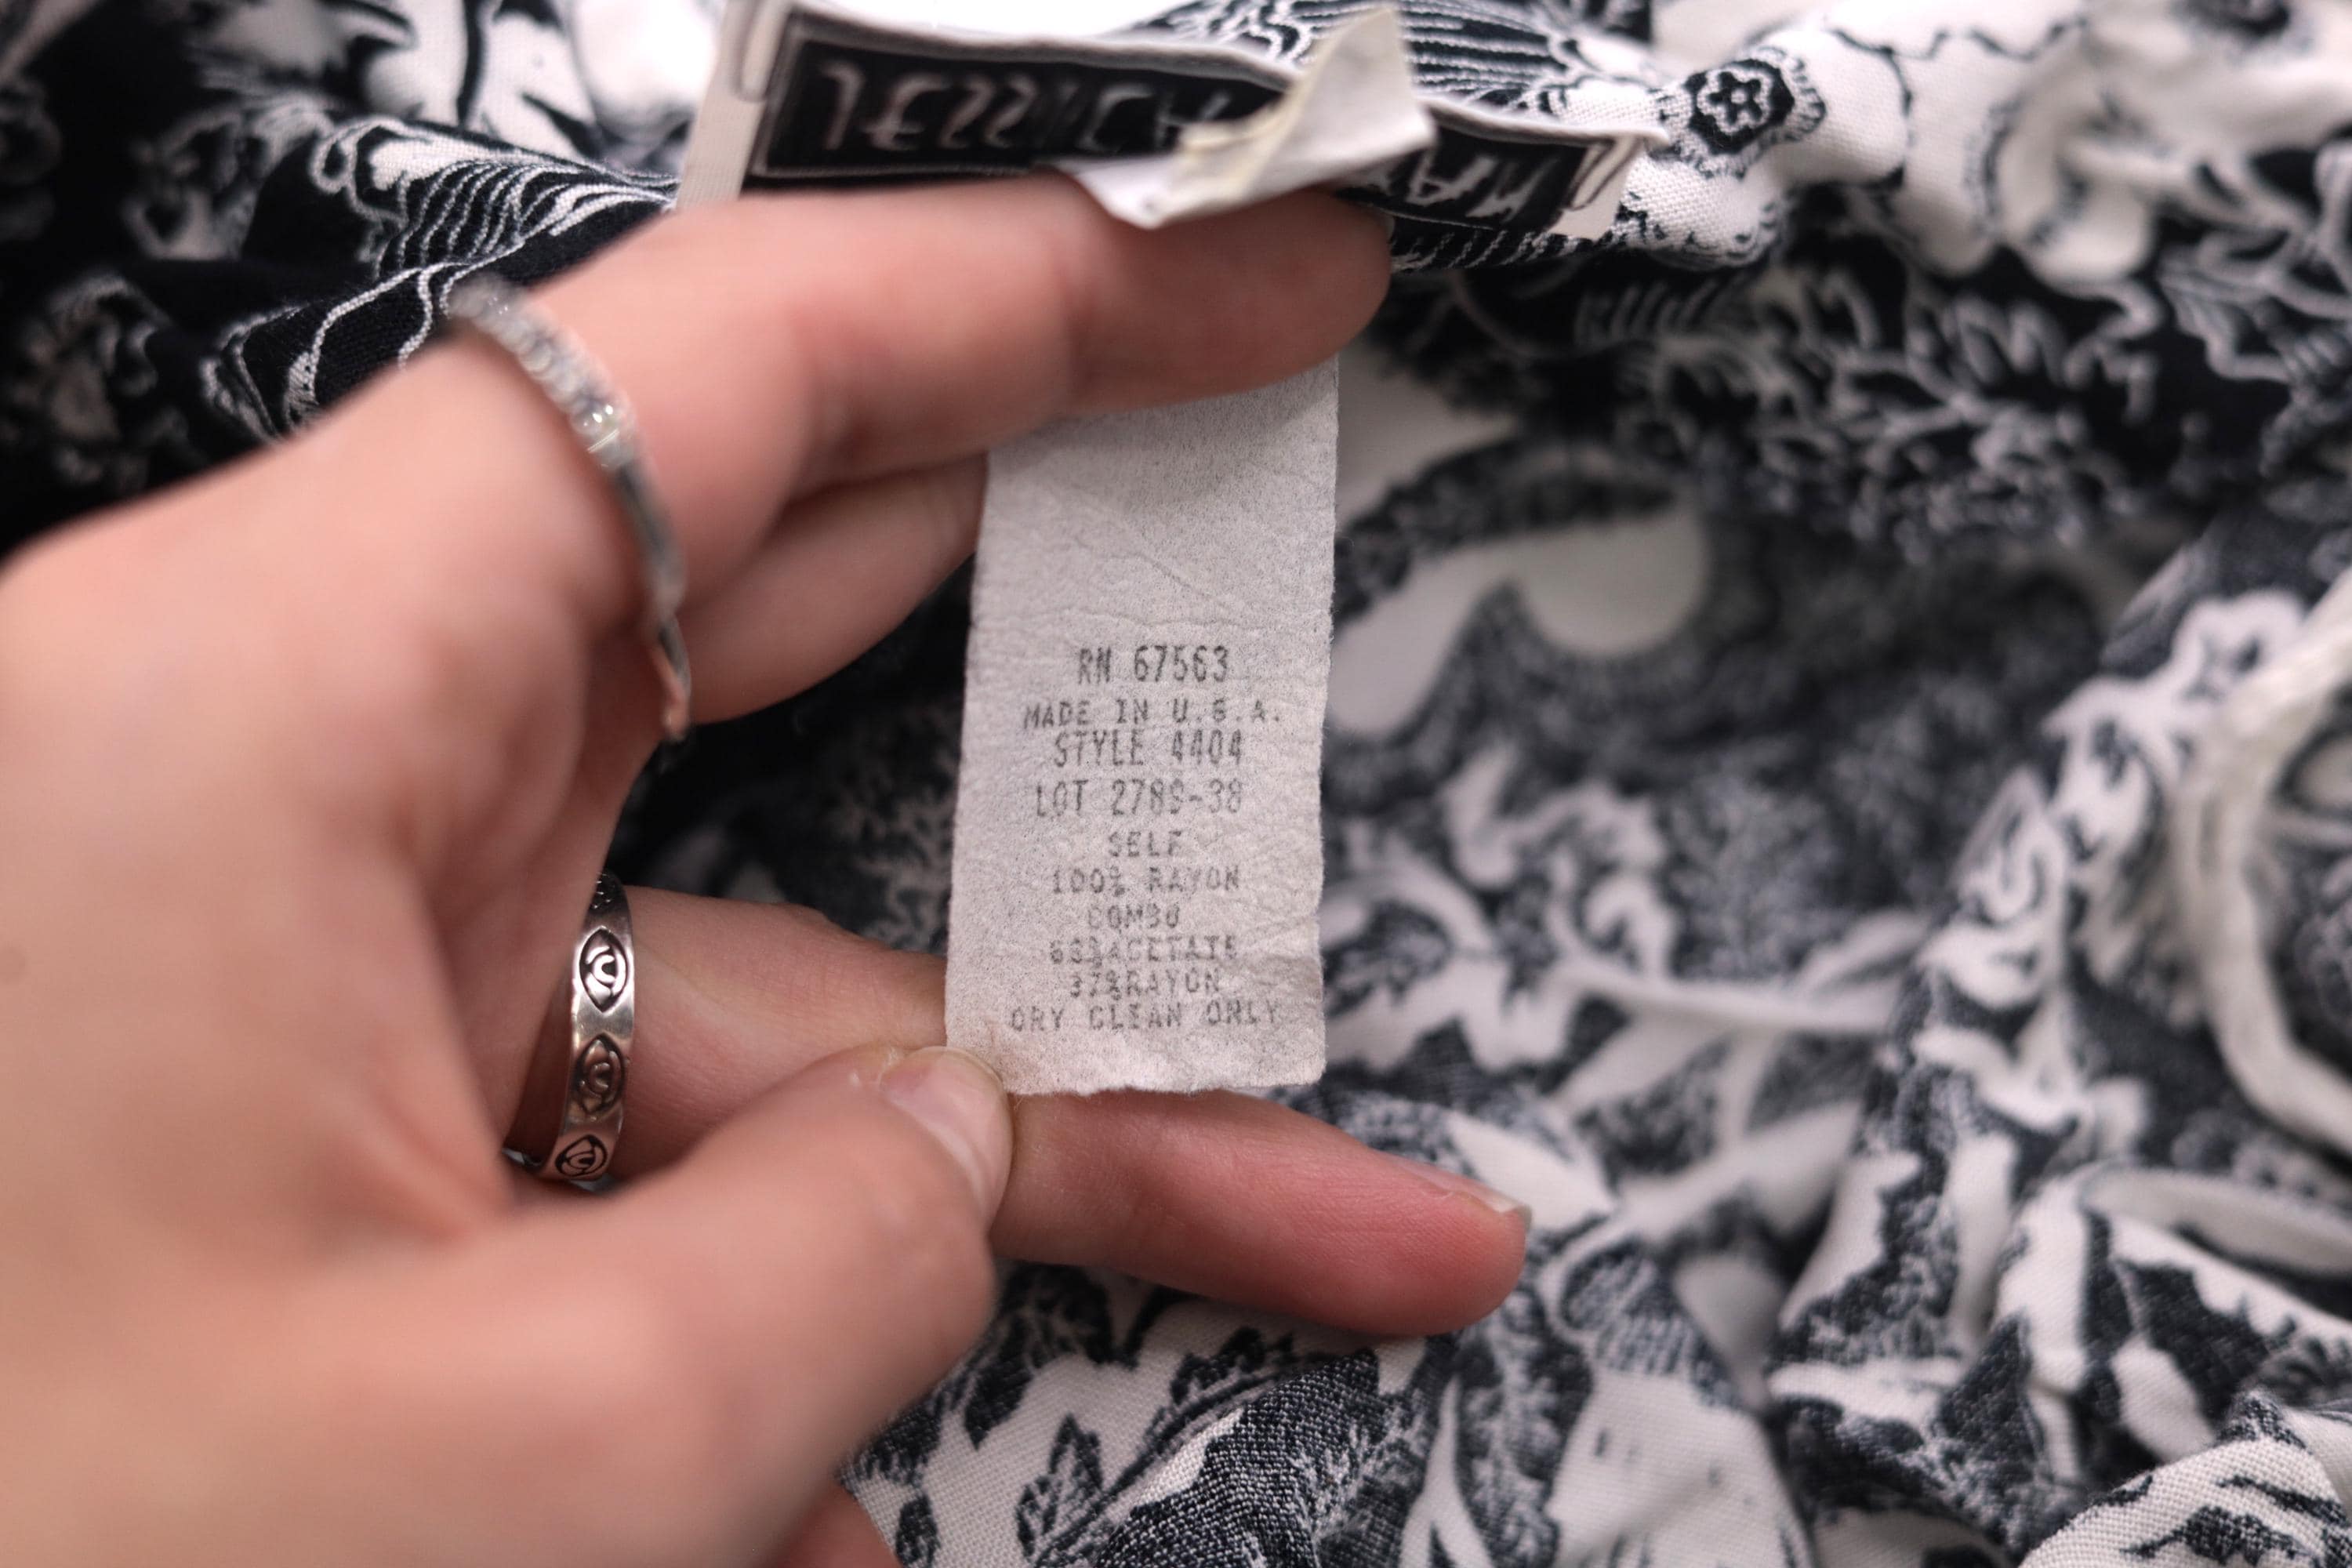 JESSICA
RN 67563
MADE IN U.S.A.
STYLE 4404
LOT 2789-38
SELF
100% RAYON
COMBO
63%ACETATE
37%RAYON
DRY CLEAN ONLY